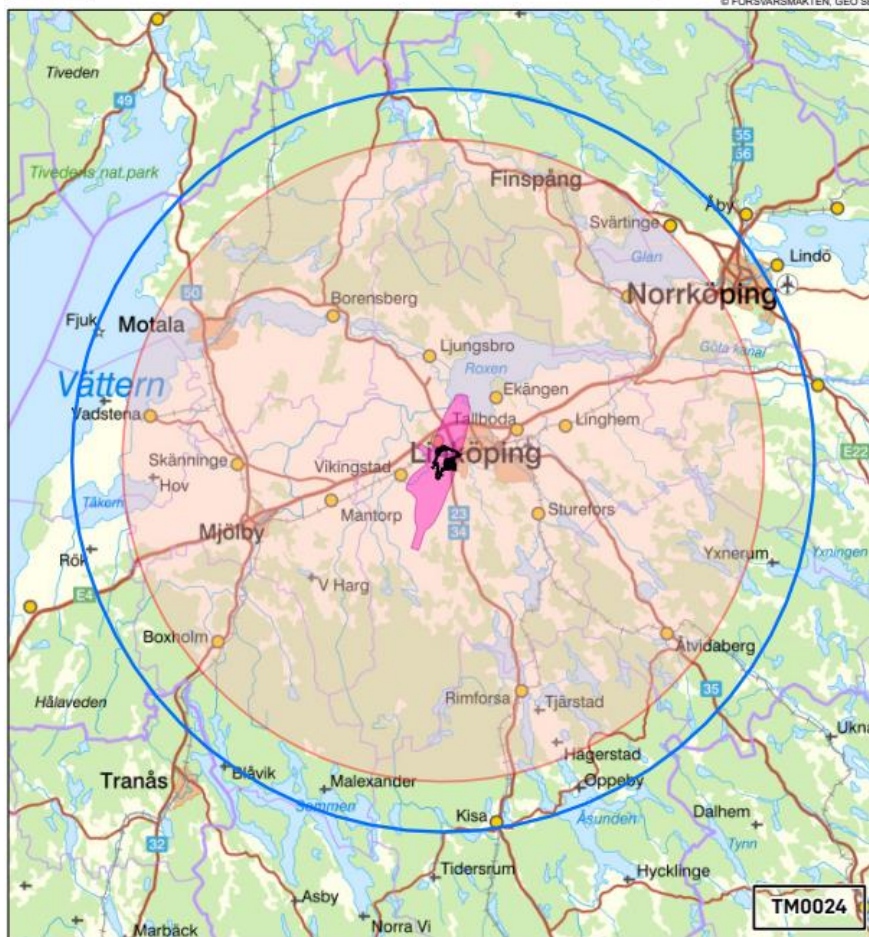 © FÖRSVARSMAKTEN, GEO S
Tiveden
49
55
56
Tivedens nat.park
Finspång
Åby
Svärtinge
Lindö
Glan
50
Norrköping
Borensberg
Fjuk
Motala
Ljungsbro
Göta kanal
Roxen
Vättern
Ekängen
Vadstena
Tallboda
Linghem
Linköping
E22
Skänninge
Vikingstad
Hov
Tåkern
Mantorp
Sturefors
23
34
Mjölby
Rök
Yxnerum
Yxningen
V Harg
E4
Boxholm
Åtvidaberg
Hålaveden
Rimforsa
35
Tjärstad
Ukna
Hägerstad
Blåvik
Tranås
Malexander
Oppeby
Sommen
Kisa
Åsunden
Dalhem
32
Tynn
Tidersrum
Hycklinge
Asby
TM0024
Norra Vi
Marbäck